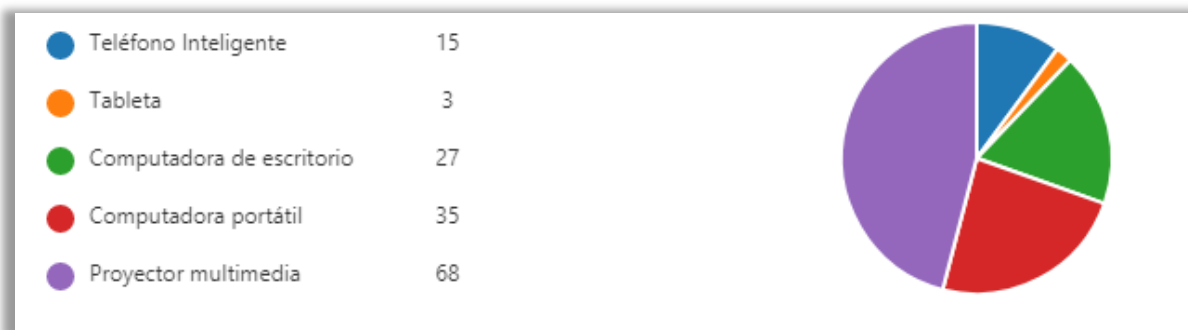 Teléfono Inteligente 15
Tableta 3
Computadora de escritorio 27
Computadora portátil 35
Proyector multimedia 68